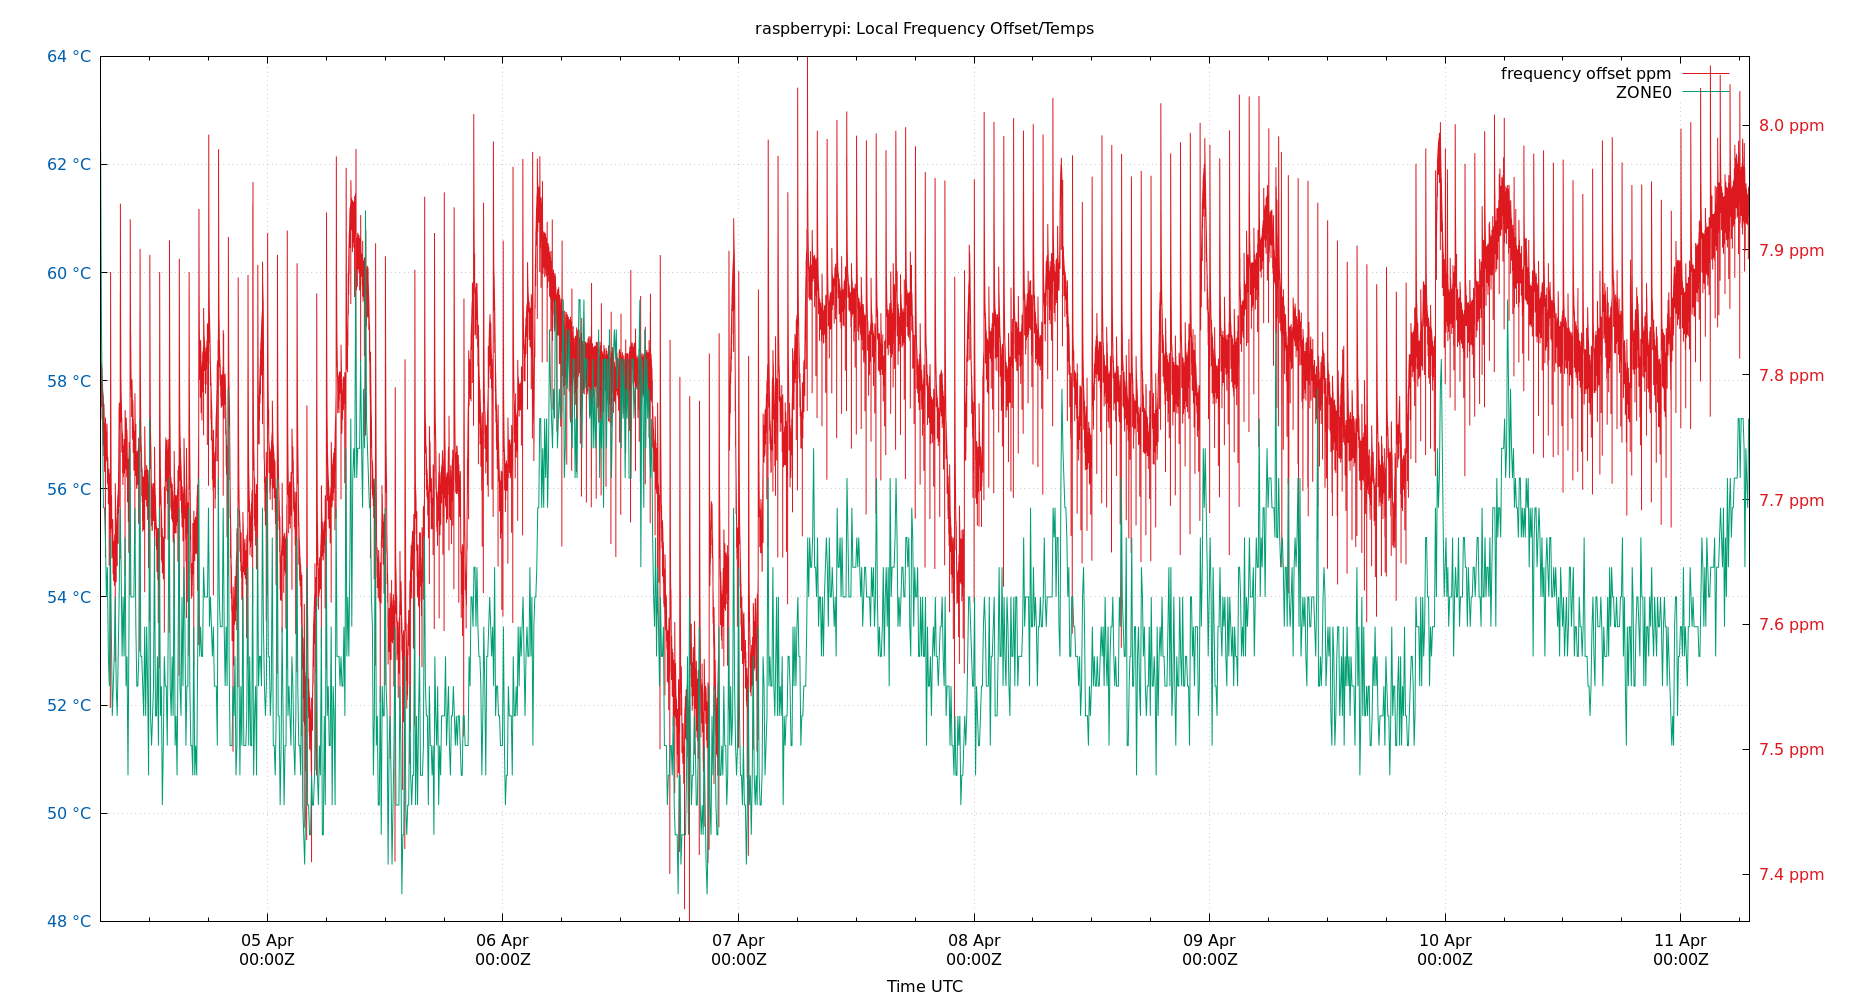 raspberrypi: Local Frequency Offset/Temps
64 °C
62 °C
60 °C
58 °C
56 °C
54 °C
52 °C
50 °C
48 °C
frequency offset ppm
ZONE0
8.0 ppm
7.9 ppm
7.8 ppm
7.7 ppm
7.6 ppm
7.5 ppm
7.4 ppm
05 Apr
00:00Z
06 Apr
00:00Z
07 Apr
00:00Z
08 Apr
00:00Z
09 Apr
00:00Z
10 Apr
00:00Z
11 Apr
00:00Z
Time UTC